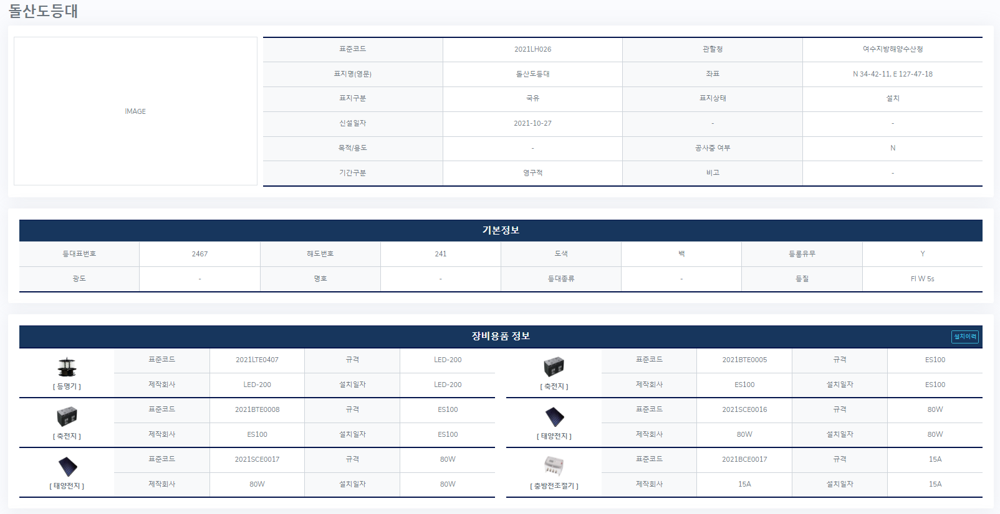 돌산도등대
IMAGE
표준코드 2021LH026 관할청 여수지방해양수산청
표지명(영문) 돌산도등대 좌표 N 34-42-11, E 127-47-18
표지구분 국유 표지상태 설치
신설일자 2021-10-27 - -
목적/용도 - 공사중 여부 N
기간구분 영구적 비고 -
기본정보
등대표번호 2467 해도번호 241 도색 백 등롱유무 Y
광도 - 명호 - 등대종류 - 등질 Fl W 5s
장비용품 정보 설치이력
표준코드 2021LTE0407 규격 LED-200
[ 등명기 ]
제작회사 LED-200 설치일자 LED-200
표준코드 2021BTE0005 규격 ES100
[ 축전지 ]
제작회사 ES100 설치일자 ES100
표준코드 2021BTE0008 규격 ES100
[ 축전지 ]
제작회사 ES100 설치일자 ES100
표준코드 2021SCE0016 규격 80W
[ 태양전지 ]
제작회사 80W 설치일자 80W
표준코드 2021SCE0017 규격 80W
[ 태양전지 ]
제작회사 80W 설치일자 80W
표준코드 2021BCE0017 규격 15A
[ 충방전조절기 ]
제작회사 15A 설치일자 15A